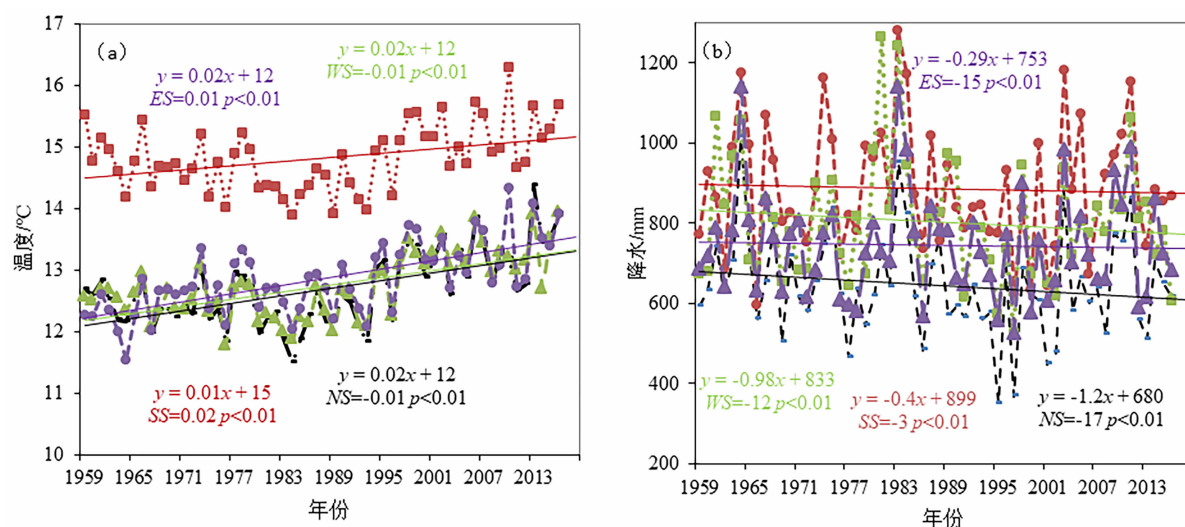 (a)
y = 0.02x + 12
WS=-0.01 p<0.01
y = 0.02x + 12
ES=0.01 p<0.01
y = 0.01x + 15
SS=0.02 p<0.01
y = 0.02x + 12
NS=-0.01 p<0.01
温度/℃
17
16
15
14
13
12
11
10
1959 1965 1971 1977 1983 1989 1995 2001 2007 2013
年份
(b)
y = -0.29x + 753
ES=-15 p<0.01
y = -0.98x + 833
WS=-12 p<0.01
y = -0.4x + 899
SS=-3 p<0.01
y = -1.2x + 680
NS=-17 p<0.01
降水/mm
1200
1000
800
600
400
200
1959 1965 1971 1977 1983 1989 1995 2001 2007 2013
年份